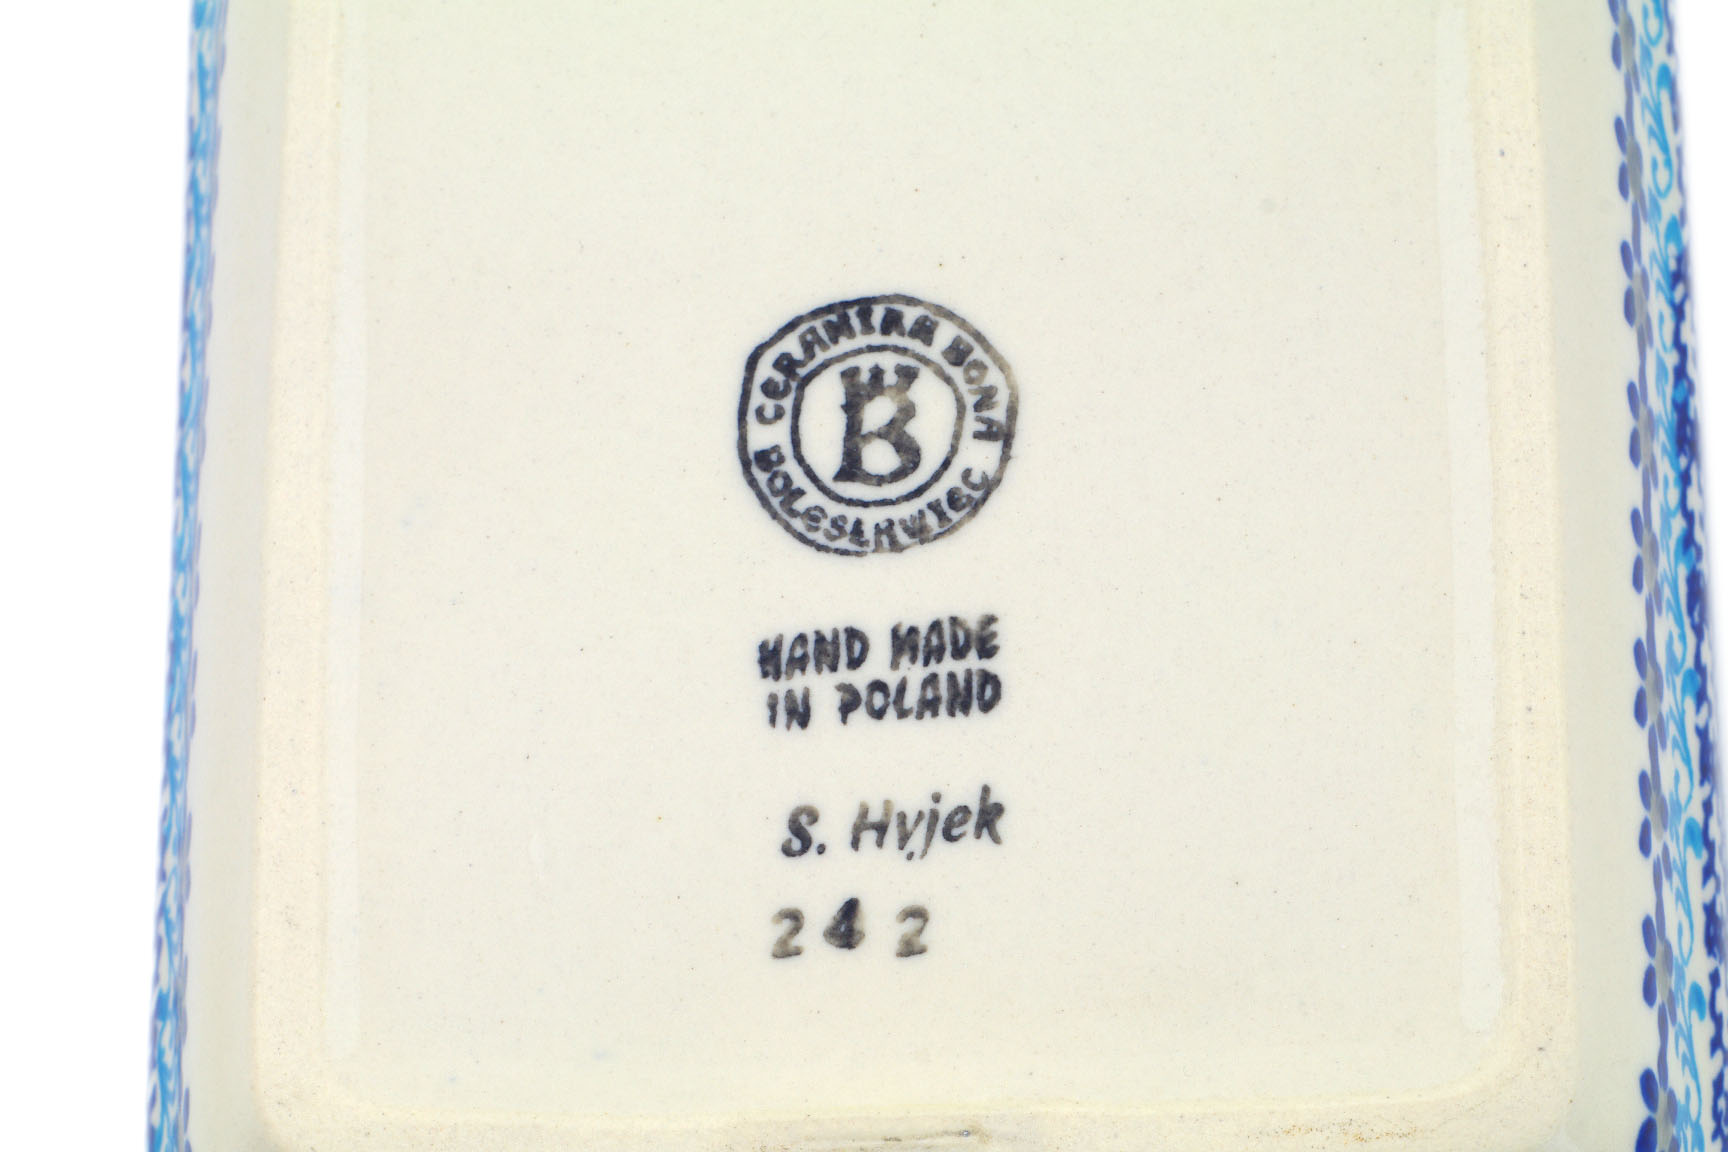 CERAMIKA BONA
B
BOLESŁAWIEC
HAND MADE
IN POLAND
S. Hyjek
242